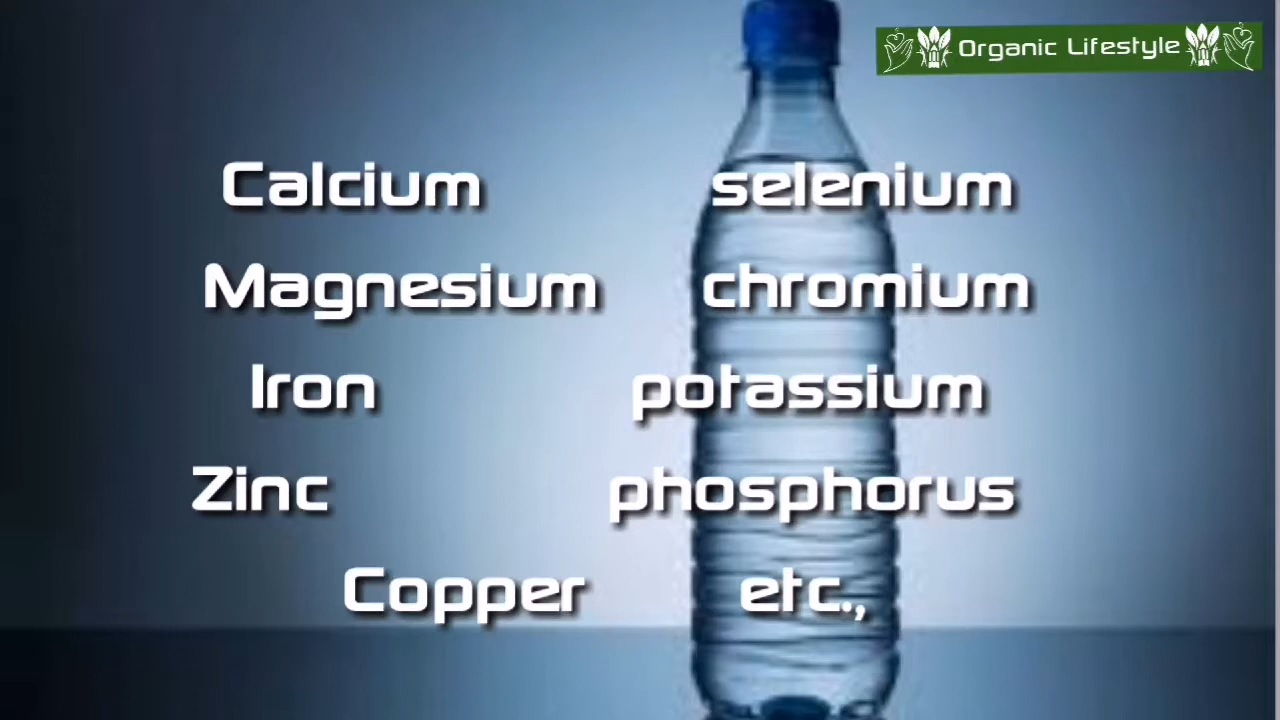 Organic Lifestyle
Calcium selenium
Magnesium chromium
Iron potassium
Zinc phosphorus
Copper etc.,